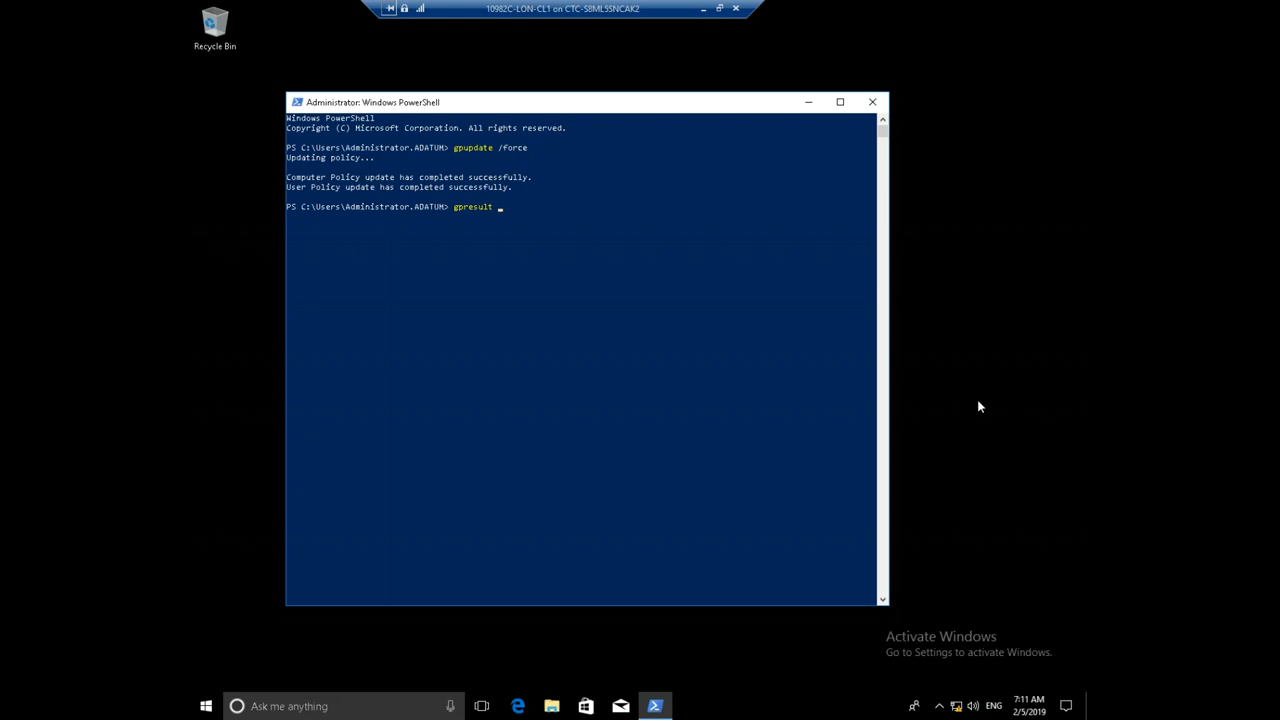 10982C-LON-CL1 on CTC-S8ML55NCAK2
Recycle Bin
Administrator: Windows PowerShell
Windows PowerShell
Copyright (C) Microsoft Corporation. All rights reserved.
PS C:\Users\Administrator.ADATUM> gpupdate /force
Updating policy...
Computer Policy update has completed successfully.
User Policy update has completed successfully.
PS C:\Users\Administrator.ADATUM> gpresult _
Activate Windows
Go to Settings to activate Windows.
Ask me anything
ENG
7:11 AM
2/5/2019